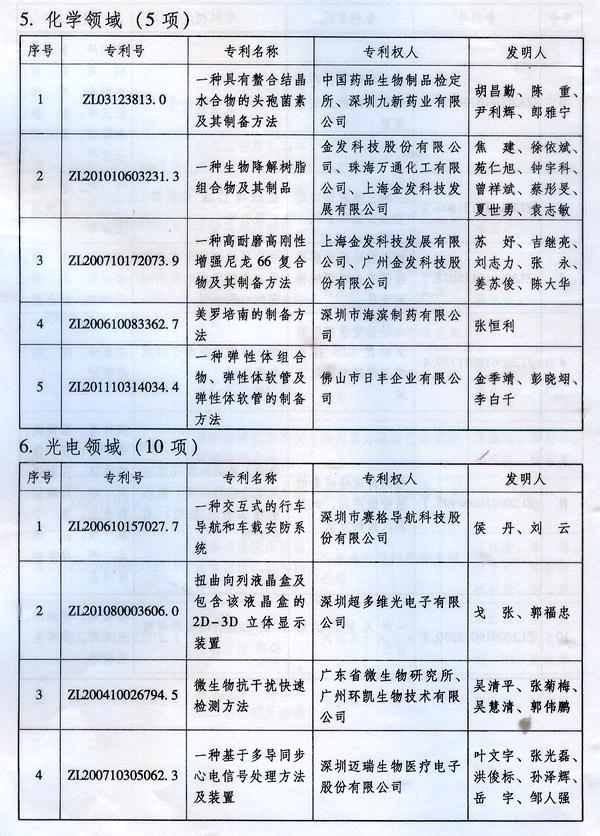 5. 化学领域（5 项）
序号 专利号 专利名称 专利权人 发明人
1 ZL03123813.0 一种具有螯合结晶水合物的头孢菌素及其制备方法 中国药品生物制品检定所、深圳九新药业有限公司 胡昌勤、陈 重、尹利辉、郎雅宁
2 ZL201010603231.3 一种生物降解树脂组合物及其制品 金发科技股份有限公司、珠海万通化工有限公司、上海金发科技发展有限公司 焦 建、徐依斌、苑仁旭、钟宇科、曾祥斌、蔡彤旻、夏世勇、袁志敏
3 ZL200710172073.9 一种高耐磨高刚性增强尼龙 66 复合物及其制备方法 上海金发科技发展有限公司、广州金发科技股份有限公司 苏 妤、吉继亮、刘志力、张 永、姜苏俊、陈大华
4 ZL200610083362.7 美罗培南的制备方法 深圳市海滨制药有限公司 张恒利
5 ZL201110314034.4 一种弹性体组合物、弹性体软管及弹性体软管的制备方法 佛山市日丰企业有限公司 金季靖、彭晓翊、李白千
6. 光电领域（10 项）
序号 专利号 专利名称 专利权人 发明人
1 ZL200610157027.7 一种交互式的行车导航和车载安防系统 深圳市赛格导航科技股份有限公司 侯 丹、刘 云
2 ZL201080003606.0 扭曲向列液晶盒及包含该液晶盒的 2D-3D 立体显示装置 深圳超多维光电子有限公司 戈 张、郭福忠
3 ZL200410026794.5 微生物抗干扰快速检测方法 广东省微生物研究所、广州环凯生物技术有限公司 吴清平、张菊梅、吴慧清、郭伟鹏
4 ZL200710305062.3 一种基于多导同步心电信号处理方法及装置 深圳迈瑞生物医疗电子股份有限公司 叶文宇、张光磊、洪俊标、孙泽辉、岳 宇、邹人强